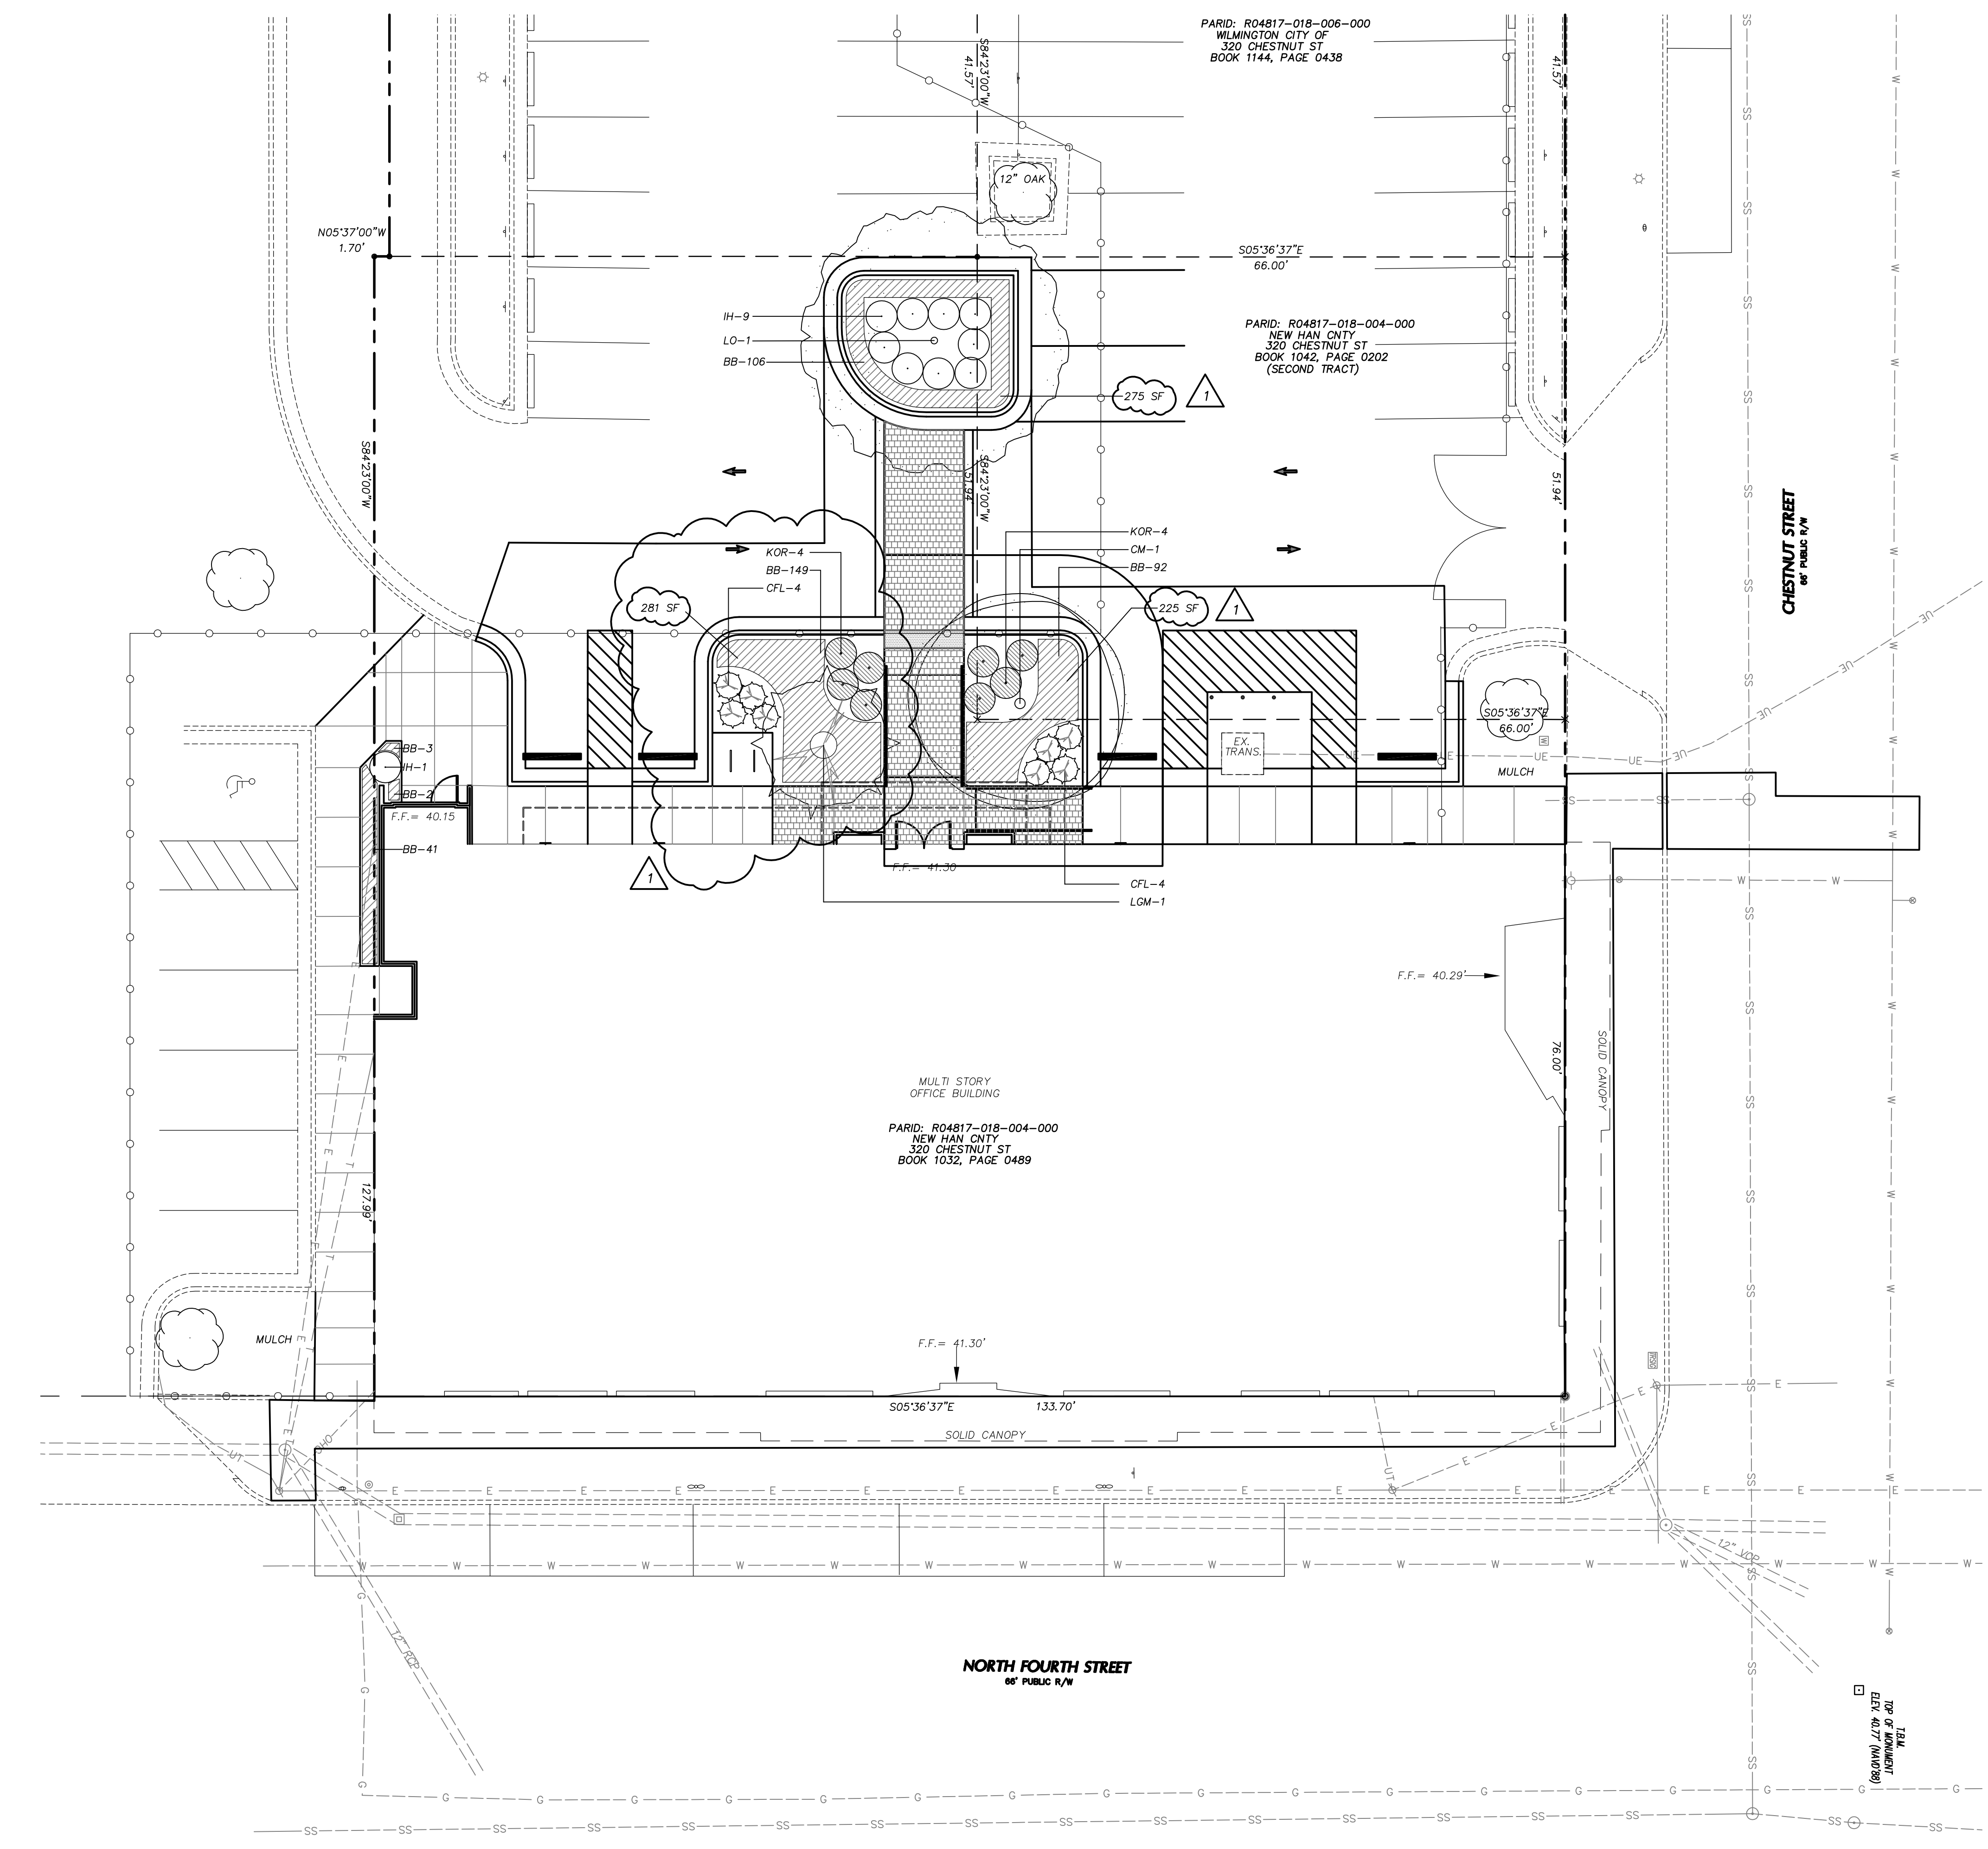 PARID: R04817-018-006-000
WILMINGTON CITY OF
320 CHESTNUT ST
BOOK 1144, PAGE 0438
S84°23'00"W
41.57'
41.57'
12" OAK
N05°37'00"W
1.70'
S05°36'37"E
66.00'
IH-9
LO-1
BB-106
PARID: R04817-018-004-000
NEW HAN CNTY
320 CHESTNUT ST
BOOK 1042, PAGE 0202
(SECOND TRACT)
275 SF
1
S84°23'00"W
S84°23'00"W
51.94'
51.94'
CHESTNUT STREET
66' PUBLIC R/W
KOR-4
BB-149
CFL-4
KOR-4
CM-1
BB-92
281 SF
225 SF
1
S05°36'37"E
66.00'
EX.
TRANS.
MULCH
BB-3
IH-1
BB-2
F.F.= 40.15
BB-41
1
F.F.= 41.30
CFL-4
LGM-1
F.F.= 40.29'
SOLID CANOPY
76.00'
MULTI STORY
OFFICE BUILDING
PARID: R04817-018-004-000
NEW HAN CNTY
320 CHESTNUT ST
BOOK 1032, PAGE 0489
127.99'
MULCH
F.F.= 41.30'
S05°36'37"E 133.70'
SOLID CANOPY
OHO
UT
UT
12" VCP
12" RCP
NORTH FOURTH STREET
66' PUBLIC R/W
T.B.M.
TOP OF MONUMENT
ELEV. 40.77' (NAVD'88)